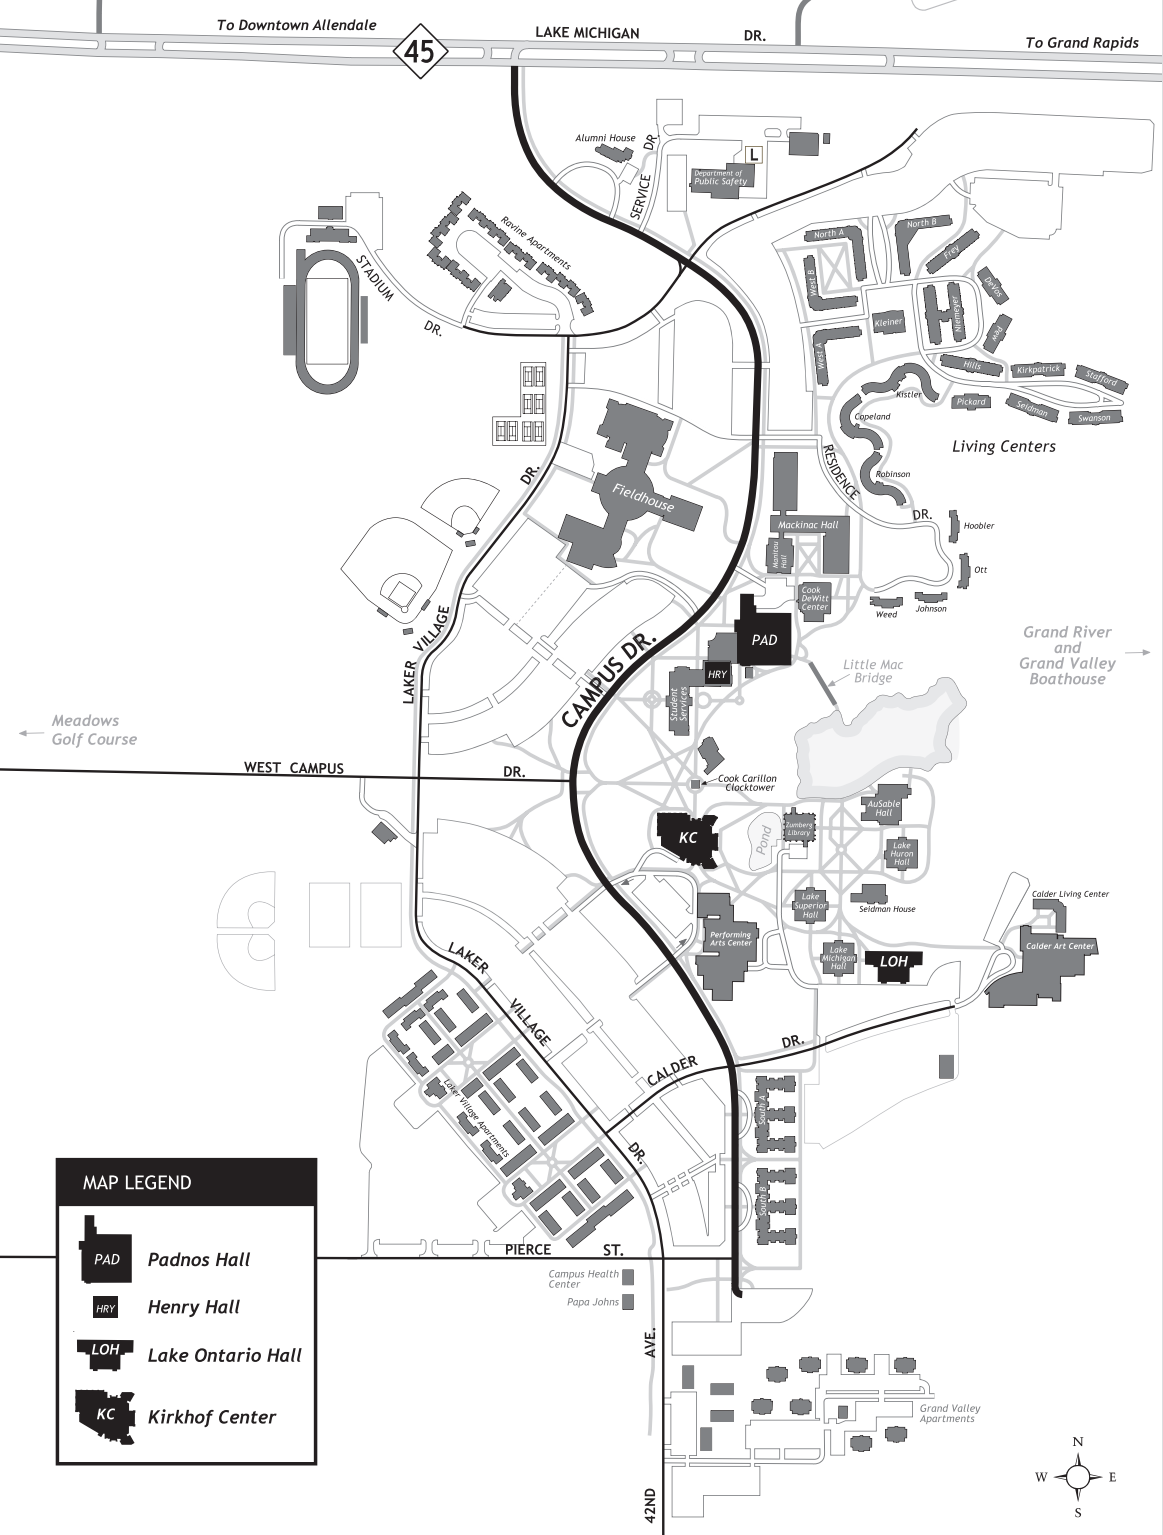 To Downtown Allendale
45
LAKE MICHIGAN DR.
To Grand Rapids
Alumni House
SERVICE DR.
L
Department of
Public Safety
Ravine Apartments
STADIUM DR.
North A
North B
Frey
West B
DeVos
Kleiner
Niemeyer
Pew
West A
Hills
Kirkpatrick
Stafford
Kistler
Pickard
Seidman
Swanson
Copeland
Living Centers
Robinson
RESIDENCE DR.
Fieldhouse
Mackinac Hall
Manitou
Hall
Hoobler
Ott
Cook
DeWitt
Center
Weed
Johnson
LAKER VILLAGE DR.
CAMPUS DR.
PAD
HRY
Student
Services
Little Mac
Bridge
Grand River
and
Grand Valley
Boathouse
Meadows
Golf Course
WEST CAMPUS DR.
Cook Carillon
Clocktower
KC
Pond
Zumberg
Library
AuSable
Hall
Lake
Huron
Hall
Lake
Superior
Hall
Seidman House
Calder Living Center
Performing
Arts Center
Lake
Michigan
Hall
LOH
Calder Art Center
LAKER VILLAGE DR.
CALDER DR.
Laker Village Apartments
South A
South B
PIERCE ST.
Campus Health
Center
Papa Johns
42ND AVE.
Grand Valley
Apartments
MAP LEGEND
PAD Padnos Hall
HRY Henry Hall
LOH Lake Ontario Hall
KC Kirkhof Center
N
W E
S